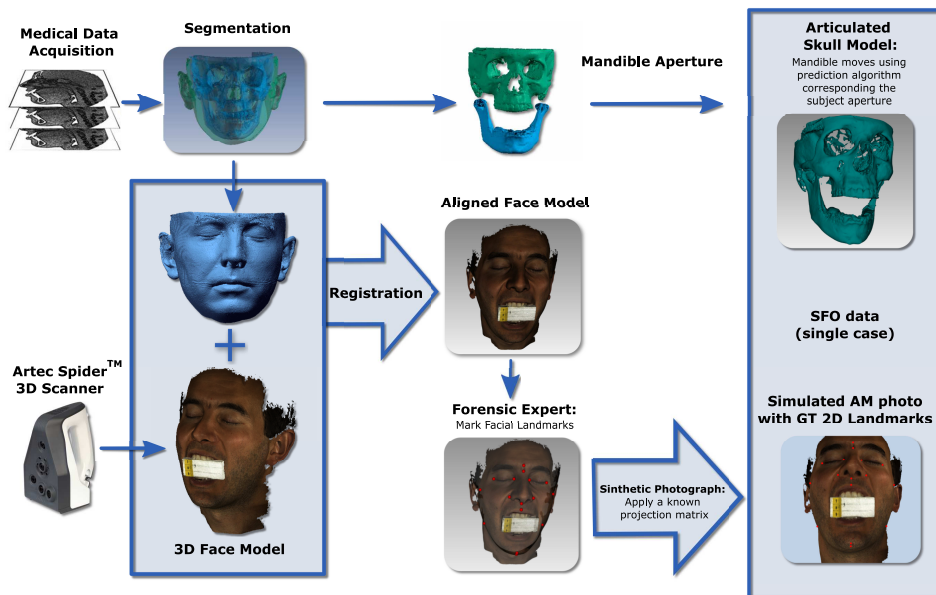 Medical Data
Acquisition
Segmentation
Mandible Aperture
Articulated
Skull Model:
Mandible moves using
prediction algorithm
corresponding the
subject aperture
Aligned Face Model
Registration
SFO data
(single case)
Artec Spider™
3D Scanner
Forensic Expert:
Mark Facial Landmarks
Simulated AM photo
with GT 2D Landmarks
Sinthetic Photograph:
Apply a known
projection matrix
3D Face Model